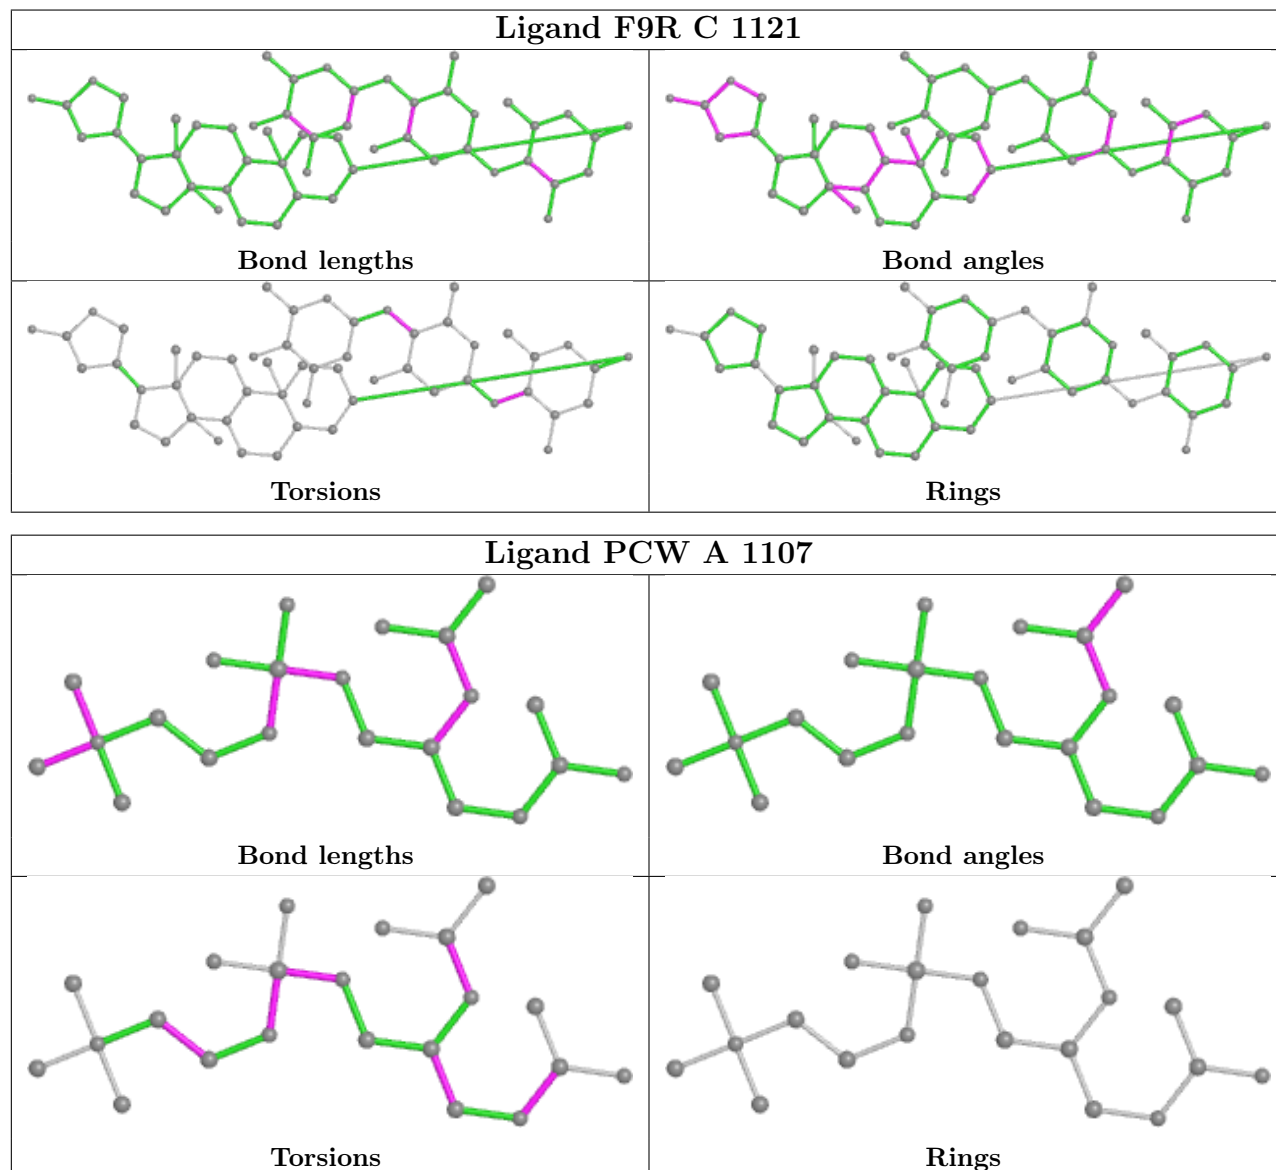 Ligand F9R C 1121
Bond lengths
Bond angles
Torsions
Rings
Ligand PCW A 1107
Bond lengths
Bond angles
Torsions
Rings